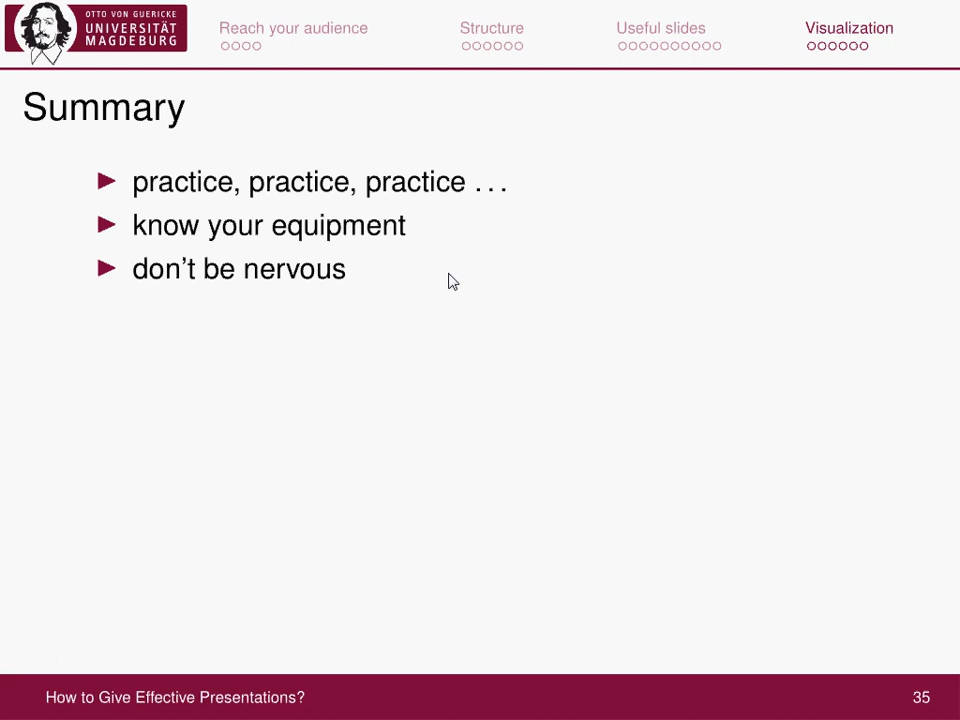 OTTO VON GUERICKE
UNIVERSITÄT
MAGDEBURG
Reach your audience
Structure
Useful slides
Visualization
Summary
practice, practice, practice . . .
know your equipment
don't be nervous
How to Give Effective Presentations?
35